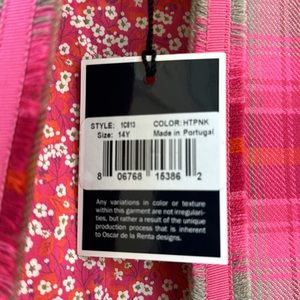 STYLE: 1C613 COLOR: HTPNK
Size: 14Y Made in Portugal
8 06768 15386 2
Any variations in color or texture
within this garment are not irregulari-
ties, but rather a result of the unique
production process that is inherent
to Oscar de la Renta designs.